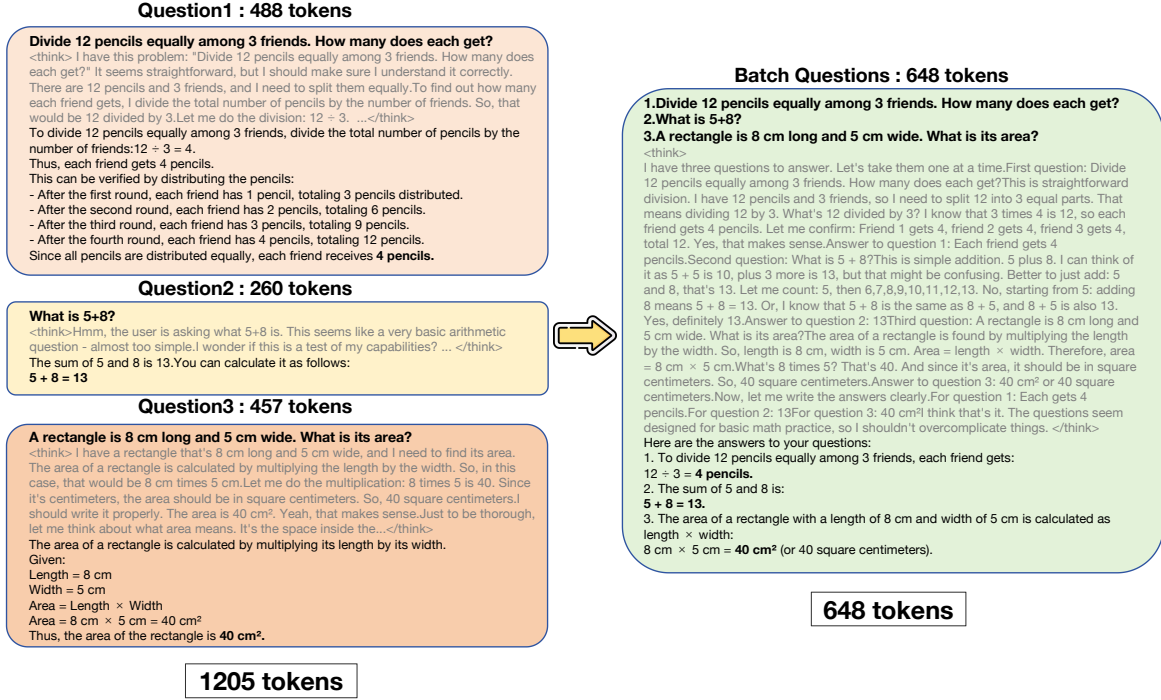 Question1 : 488 tokens
Divide 12 pencils equally among 3 friends. How many does each get?
<think> I have this problem: "Divide 12 pencils equally among 3 friends. How many does
each get?" It seems straightforward, but I should make sure I understand it correctly.
There are 12 pencils and 3 friends, and I need to split them equally.To find out how many
each friend gets, I divide the total number of pencils by the number of friends. So, that
would be 12 divided by 3.Let me do the division: 12 ÷ 3. ...</think>
To divide 12 pencils equally among 3 friends, divide the total number of pencils by the
number of friends:12 ÷ 3 = 4.
Thus, each friend gets 4 pencils.
This can be verified by distributing the pencils:
- After the first round, each friend has 1 pencil, totaling 3 pencils distributed.
- After the second round, each friend has 2 pencils, totaling 6 pencils.
- After the third round, each friend has 3 pencils, totaling 9 pencils.
- After the fourth round, each friend has 4 pencils, totaling 12 pencils.
Since all pencils are distributed equally, each friend receives 4 pencils.
Question2 : 260 tokens
What is 5+8?
<think>Hmm, the user is asking what 5+8 is. This seems like a very basic arithmetic
question - almost too simple.I wonder if this is a test of my capabilities? ... </think>
The sum of 5 and 8 is 13.You can calculate it as follows:
5 + 8 = 13
Question3 : 457 tokens
A rectangle is 8 cm long and 5 cm wide. What is its area?
<think> I have a rectangle that's 8 cm long and 5 cm wide, and I need to find its area.
The area of a rectangle is calculated by multiplying the length by the width. So, in this
case, that would be 8 cm times 5 cm.Let me do the multiplication: 8 times 5 is 40. Since
it's centimeters, the area should be in square centimeters. So, 40 square centimeters.I
should write it properly. The area is 40 cm². Yeah, that makes sense.Just to be thorough,
let me think about what area means. It's the space inside the...</think>
The area of a rectangle is calculated by multiplying its length by its width.
Given:
Length = 8 cm
Width = 5 cm
Area = Length × Width
Area = 8 cm × 5 cm = 40 cm²
Thus, the area of the rectangle is 40 cm².
1205 tokens
Batch Questions : 648 tokens
1.Divide 12 pencils equally among 3 friends. How many does each get?
2.What is 5+8?
3.A rectangle is 8 cm long and 5 cm wide. What is its area?
<think>
I have three questions to answer. Let's take them one at a time.First question: Divide
12 pencils equally among 3 friends. How many does each get?This is straightforward
division. I have 12 pencils and 3 friends, so I need to split 12 into 3 equal parts. That
means dividing 12 by 3. What's 12 divided by 3? I know that 3 times 4 is 12, so each
friend gets 4 pencils. Let me confirm: Friend 1 gets 4, friend 2 gets 4, friend 3 gets 4,
total 12. Yes, that makes sense.Answer to question 1: Each friend gets 4
pencils.Second question: What is 5 + 8?This is simple addition. 5 plus 8. I can think of
it as 5 + 5 is 10, plus 3 more is 13, but that might be confusing. Better to just add: 5
and 8, that's 13. Let me count: 5, then 6,7,8,9,10,11,12,13. No, starting from 5: adding
8 means 5 + 8 = 13. Or, I know that 5 + 8 is the same as 8 + 5, and 8 + 5 is also 13.
Yes, definitely 13.Answer to question 2: 13Third question: A rectangle is 8 cm long and
5 cm wide. What is its area?The area of a rectangle is found by multiplying the length
by the width. So, length is 8 cm, width is 5 cm. Area = length × width. Therefore, area
= 8 cm × 5 cm.What's 8 times 5? That's 40. And since it's area, it should be in square
centimeters. So, 40 square centimeters.Answer to question 3: 40 cm² or 40 square
centimeters.Now, let me write the answers clearly.For question 1: Each gets 4
pencils.For question 2: 13For question 3: 40 cm²I think that's it. The questions seem
designed for basic math practice, so I shouldn't overcomplicate things. </think>
Here are the answers to your questions:
1. To divide 12 pencils equally among 3 friends, each friend gets:
12 ÷ 3 = 4 pencils.
2. The sum of 5 and 8 is:
5 + 8 = 13.
3. The area of a rectangle with a length of 8 cm and width of 5 cm is calculated as
length × width:
8 cm × 5 cm = 40 cm² (or 40 square centimeters).
648 tokens